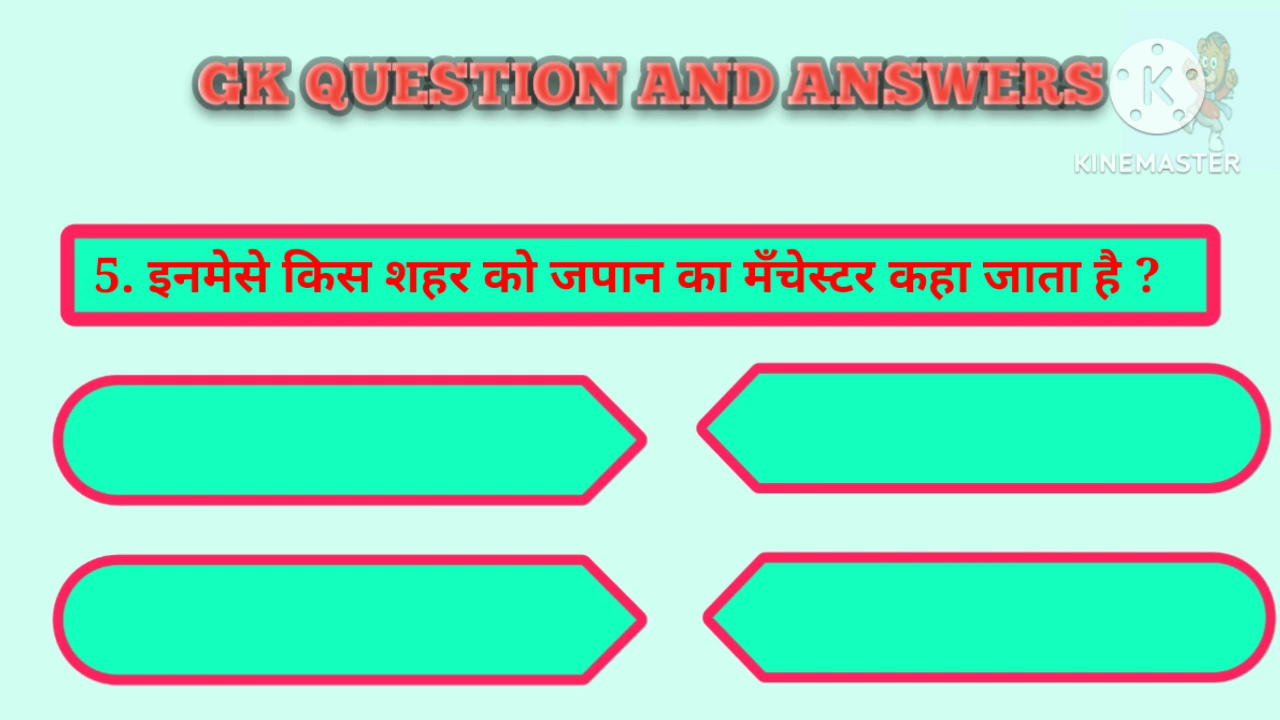 GK QUESTION AND ANSWERS
K
KINEMASTER
5. इनमेसे किस शहर को जपान का मँचेस्टर कहा जाता है ?